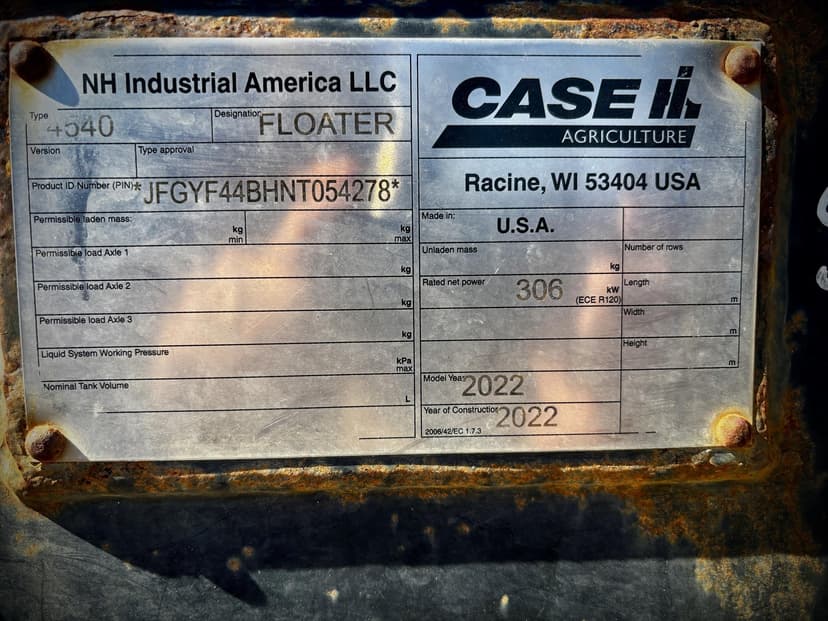 NH Industrial America LLC
Type
4540
Designation
FLOATER
Version
Type approval
Product ID Number (PIN)
*JFGYF44BHNT054278*
Permissible laden mass:
kg
min
kg
max
Permissible load Axle 1
kg
Permissible load Axle 2
kg
Permissible load Axle 3
kg
Liquid System Working Pressure
kPa
max
Nominal Tank Volume
L
CASE IH
AGRICULTURE
Racine, WI 53404 USA
Made in:
U.S.A.
Unladen mass
kg
Number of rows
Rated net power
306
kW
(ECE R120)
Length
m
Width
m
Height
m
Model Year
2022
Year of Construction
2022
2006/42/EC 1.7.3